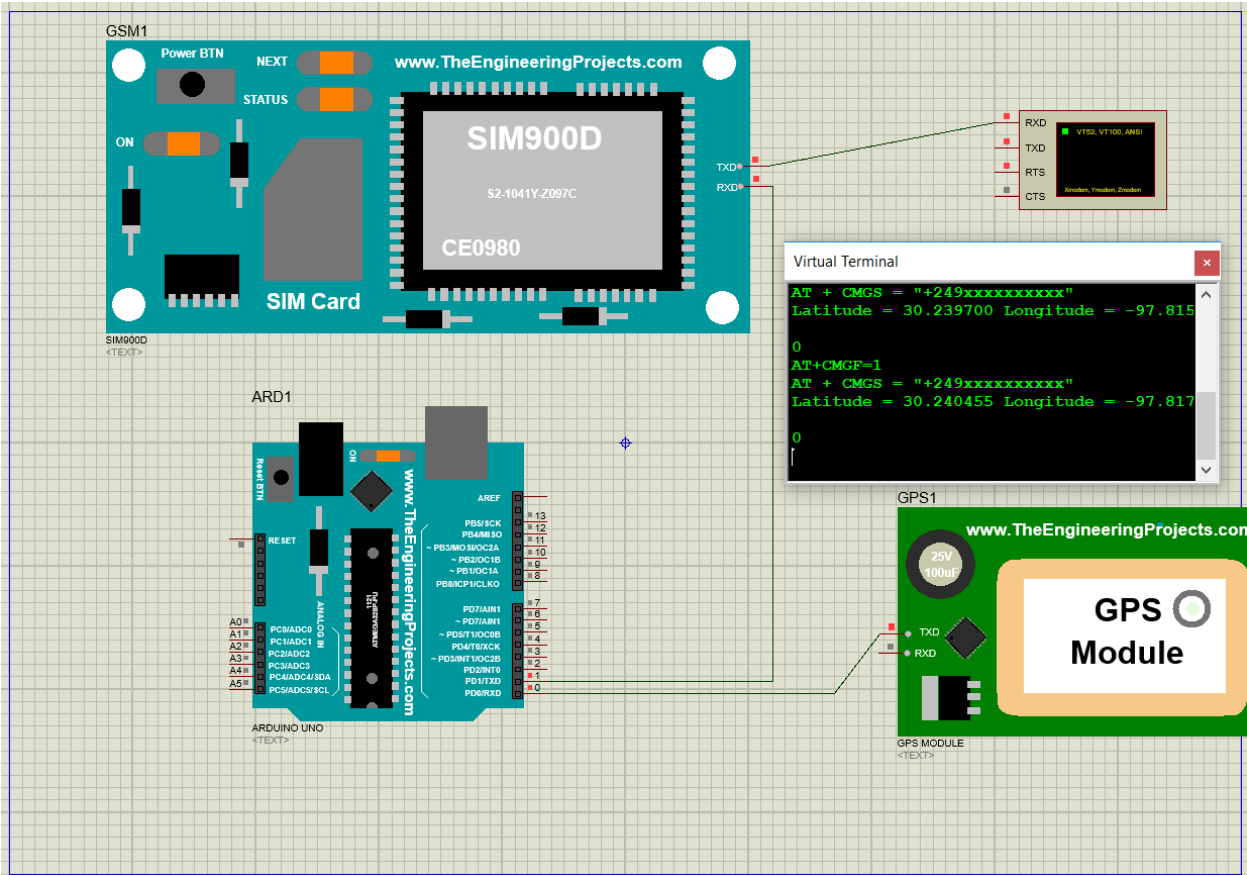 GSM1
Power BTN
NEXT
www.TheEngineeringProjects.com
STATUS
ON
SIM900D
S2-1041Y-Z097C
CE0980
SIM Card
TXD
RXD
SIM900D
<TEXT>
RXD
TXD
RTS
CTS
VT52, VT100, ANSI
Xmodem, Ymodem, Zmodem
Virtual Terminal
AT + CMGS = "+249xxxxxxxxxx"
Latitude = 30.239700 Longitude = -97.815
0
AT+CMGF=1
AT + CMGS = "+249xxxxxxxxxx"
Latitude = 30.240455 Longitude = -97.817
0
ARD1
Reset BTN
ON
www.TheEngineeringProjects.com
AREF
PB5/SCK
PB4/MISO
~ PB3/MOSI/OC2A
~ PB2/OC1B
~ PB1/OC1A
PB0/ICP1/CLKO
13
12
11
10
9
8
RESET
ANALOG IN
PD7/AIN1
~ PD7/AIN1
~ PD5/T1/OC0B
PD4/T0/XCK
~ PD3/INT1/OC2B
PD2/INT0
PD1/TXD
PD0/RXD
7
6
5
4
3
2
1
0
A0
A1
A2
A3
A4
A5
PC0/ADC0
PC1/ADC1
PC2/ADC2
PC3/ADC3
PC4/ADC4/SDA
PC5/ADC5/SCL
ARDUINO UNO
<TEXT>
GPS1
www.TheEngineeringProjects.con
25V
100uF
TXD
RXD
GPS
Module
GPS MODULE
<TEXT>